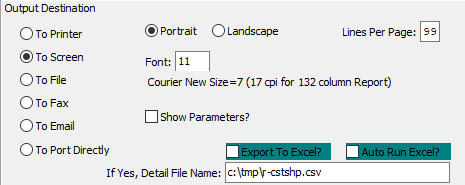 Output Destination
To Printer
Portrait
Landscape
Lines Per Page: 99
To Screen
Font: 11
To File
Courier New Size=7 (17 cpi for 132 column Report)
To Fax
Show Parameters?
To Email
To Port Directly
Export To Excel?
Auto Run Excel?
If Yes, Detail File Name: c:\tmp\r-cstshp.csv